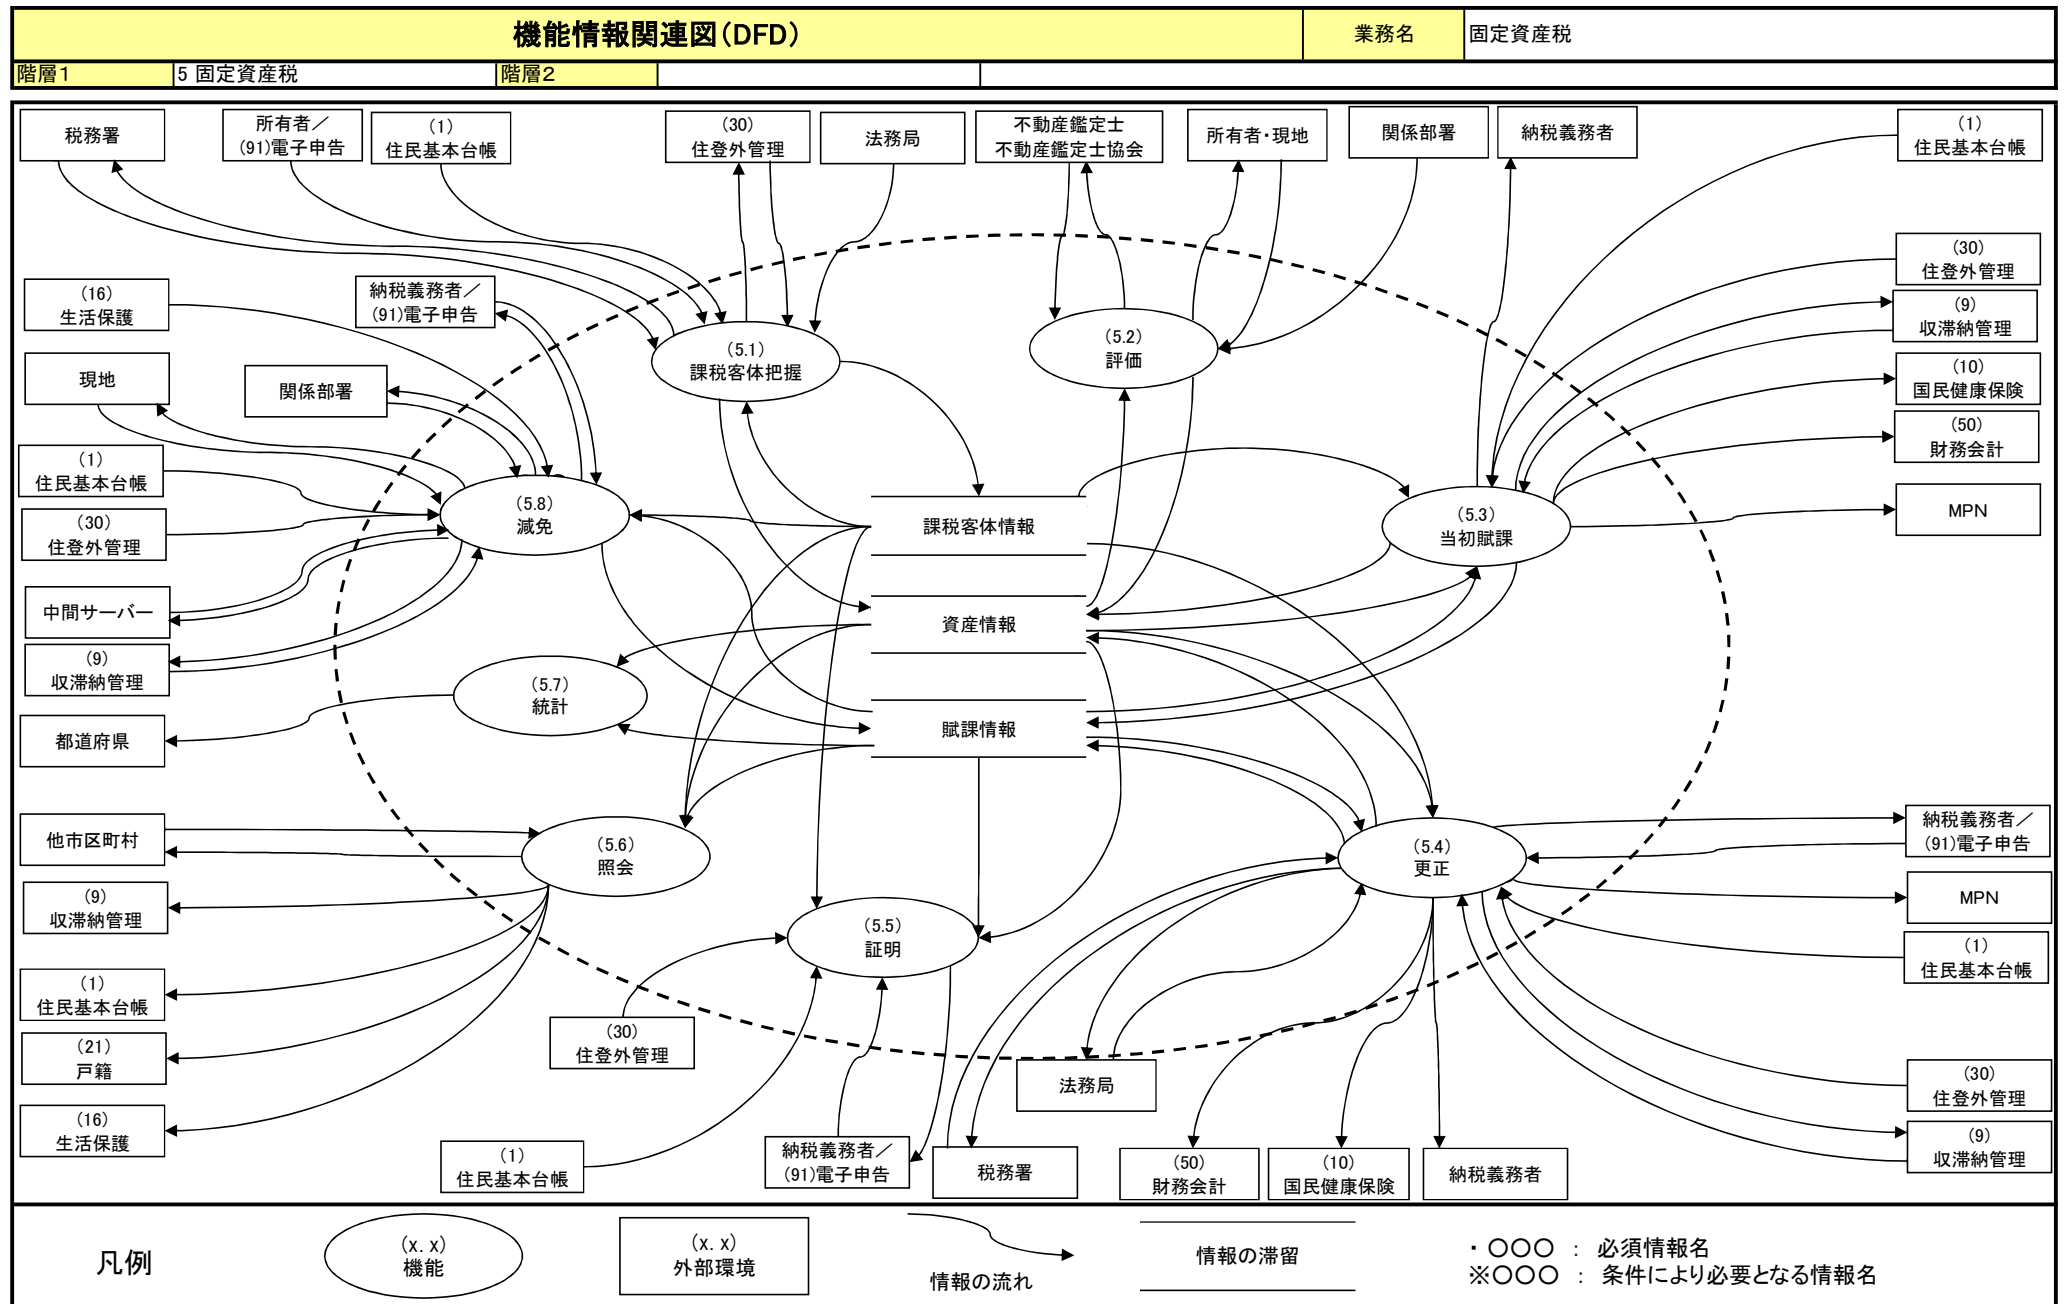 機能情報関連図(DFD)
業務名
固定資産税
階層1
5 固定資産税
階層2
税務署
所有者／
(91)電子申告
(1)
住民基本台帳
(30)
住登外管理
法務局
不動産鑑定士
不動産鑑定士協会
所有者・現地
関係部署
納税義務者
(1)
住民基本台帳
(16)
生活保護
納税義務者／
(91)電子申告
(30)
住登外管理
(9)
収滞納管理
現地
関係部署
(5.1)
課税客体把握
(5.2)
評価
(10)
国民健康保険
(50)
財務会計
(1)
住民基本台帳
(30)
住登外管理
(5.8)
減免
課税客体情報
(5.3)
当初賦課
MPN
中間サーバー
資産情報
(9)
収滞納管理
(5.7)
統計
都道府県
賦課情報
他市区町村
(5.6)
照会
(5.4)
更正
納税義務者／
(91)電子申告
(9)
収滞納管理
MPN
(5.5)
証明
(1)
住民基本台帳
(1)
住民基本台帳
(21)
戸籍
(30)
住登外管理
法務局
(30)
住登外管理
(16)
生活保護
(1)
住民基本台帳
納税義務者／
(91)電子申告
税務署
(50)
財務会計
(10)
国民健康保険
納税義務者
(9)
収滞納管理
凡例
(x.x)
機能
(x.x)
外部環境
情報の流れ
情報の滞留
・○○○ ： 必須情報名
※○○○ ： 条件により必要となる情報名